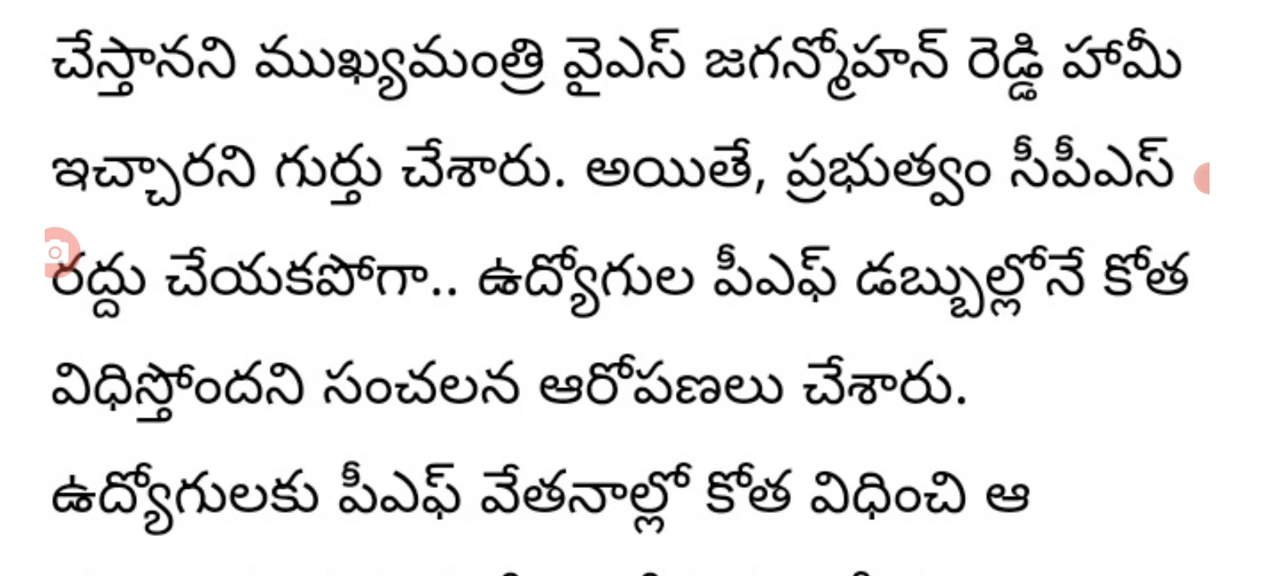 చేస్తానని ముఖ్యమంత్రి వైఎస్ జగన్మోహన్ రెడ్డి హామీ
ఇచ్చారని గుర్తు చేశారు. అయితే, ప్రభుత్వం సీపీఎస్
రద్దు చేయకపోగా.. ఉద్యోగుల పీఎఫ్ డబ్బుల్లోనే కోత
విధిస్తోందని సంచలన ఆరోపణలు చేశారు.
ఉద్యోగులకు పీఎఫ్ వేతనాల్లో కోత విధించి ఆ